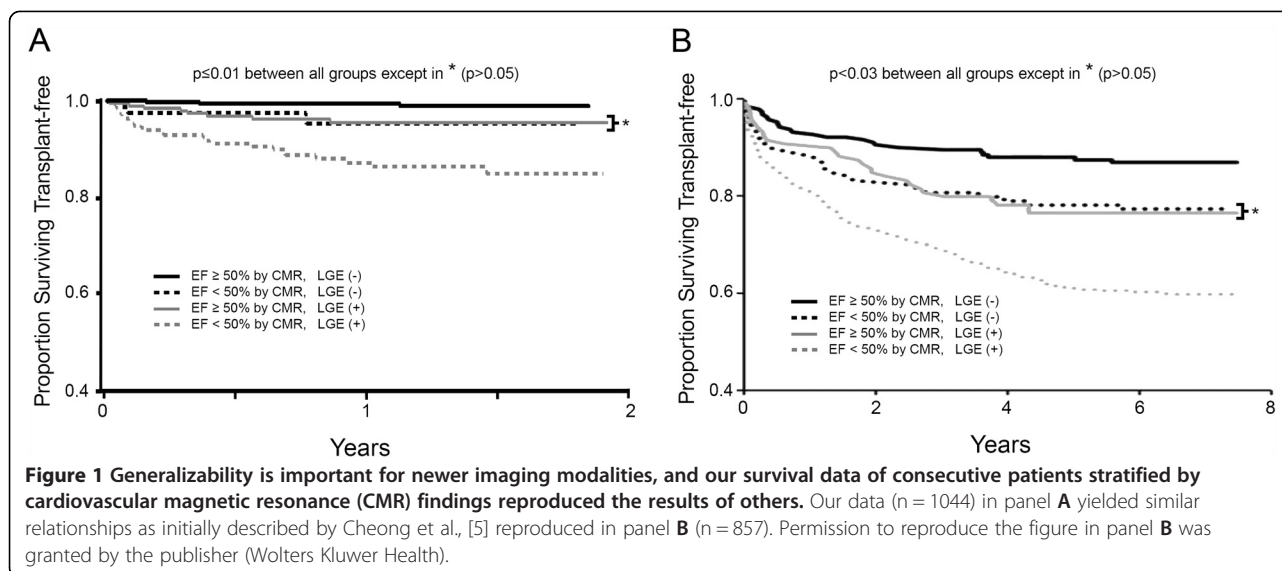 A
p≤0.01 between all groups except in * (p>0.05)
Proportion Surviving Transplant-free
1.0
0.8
0.6
0.4
*
EF ≥ 50% by CMR, LGE (-)
EF < 50% by CMR, LGE (-)
EF ≥ 50% by CMR, LGE (+)
EF < 50% by CMR, LGE (+)
0
1
2
Years
B
p<0.03 between all groups except in * (p>0.05)
Proportion Surviving Transplant-free
1.0
0.8
0.6
0.4
*
EF ≥ 50% by CMR, LGE (-)
EF < 50% by CMR, LGE (-)
EF ≥ 50% by CMR, LGE (+)
EF < 50% by CMR, LGE (+)
0
2
4
6
8
Years
Figure 1 Generalizability is important for newer imaging modalities, and our survival data of consecutive patients stratified by
cardiovascular magnetic resonance (CMR) findings reproduced the results of others. Our data (n = 1044) in panel A yielded similar
relationships as initially described by Cheong et al., [5] reproduced in panel B (n = 857). Permission to reproduce the figure in panel B was
granted by the publisher (Wolters Kluwer Health).